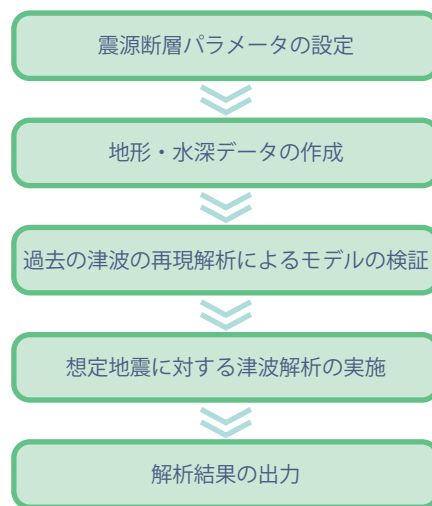 震源断層パラメータの設定
地形・水深データの作成
過去の津波の再現解析によるモデルの検証
想定地震に対する津波解析の実施
解析結果の出力